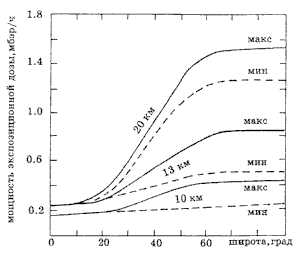 мощность экспозиционной дозы, мбэр/ч
1.8
1.4
1.0
0.6
0.2
макс
мин
20 км
макс
13 км
мин
макс
10 км
мин
0
20
40
60
80
широта, град